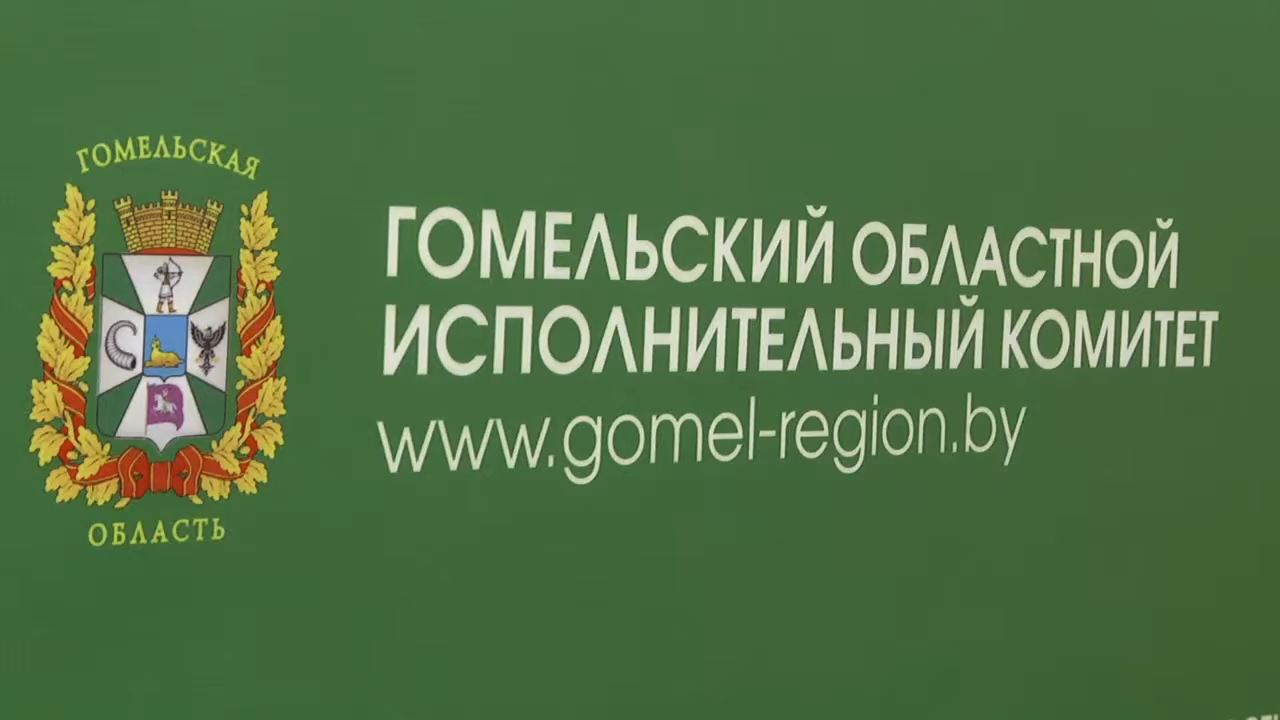 ГОМЕЛЬСКАЯ
ОБЛАСТЬ
ГОМЕЛЬСКИЙ ОБЛАСТНОЙ
ИСПОЛНИТЕЛЬНЫЙ КОМИТЕТ
www.gomel-region.by